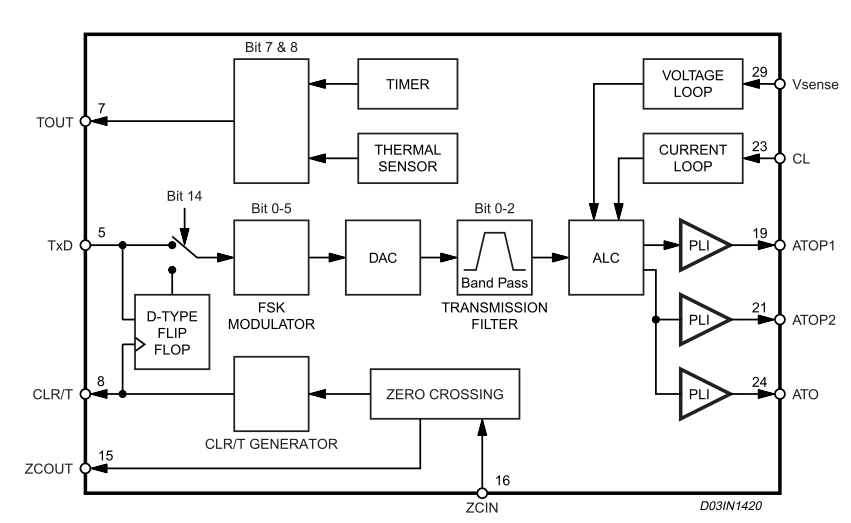 Bit 7 & 8
TIMER
VOLTAGE
LOOP
29
Vsense
7
TOUT
THERMAL
SENSOR
CURRENT
LOOP
23
CL
Bit 14
Bit 0-5
Bit 0-2
TxD
5
DAC
Band Pass
ALC
PLI
19
ATOP1
FSK
MODULATOR
TRANSMISSION
FILTER
D-TYPE
FLIP
FLOP
PLI
21
ATOP2
CLR/T
8
ZERO CROSSING
PLI
24
ATO
CLR/T GENERATOR
ZCOUT
15
16
ZCIN
D03IN1420